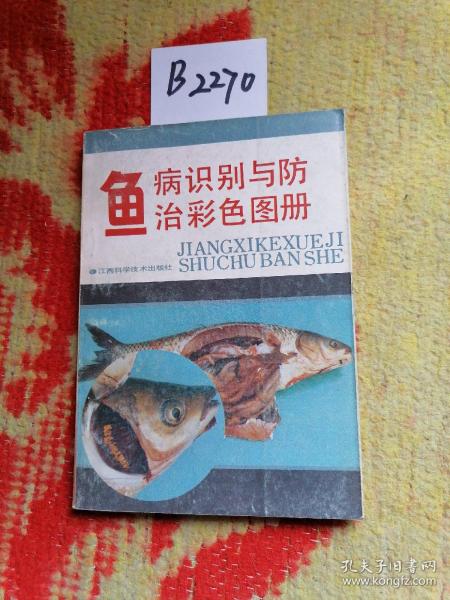 B2270
鱼病识别与防
治彩色图册
JIANGXIKEXUEJI
SHUCHUBANSHE
江西科学技术出版社
孔夫子旧书网
www.kongfz.com